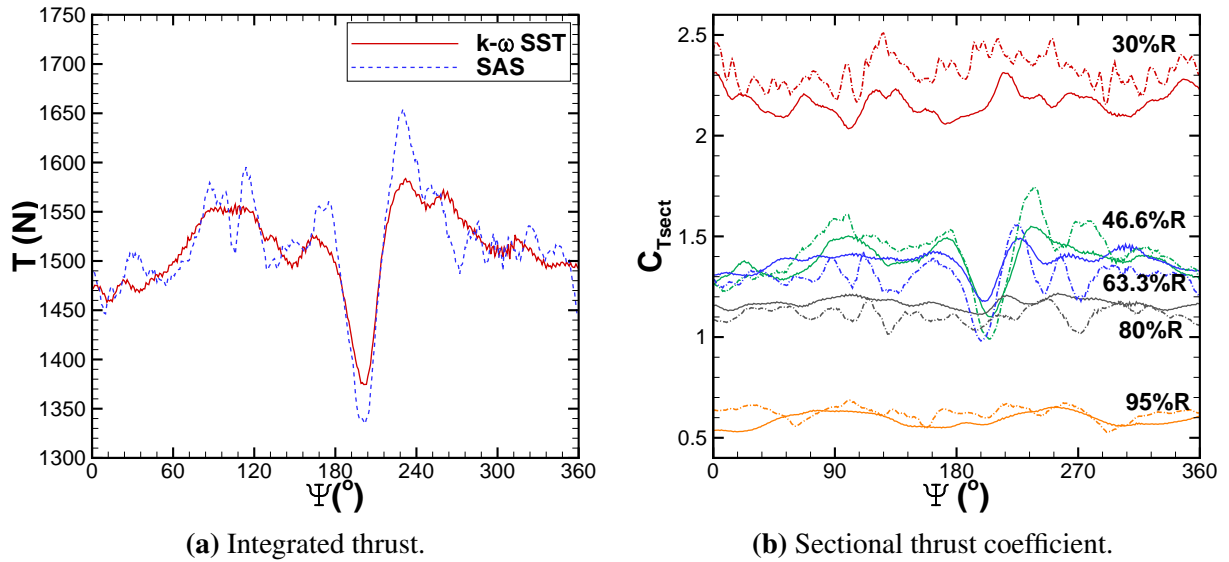 1750
1700
1650
1600
1550
1500
1450
1400
1350
1300
T (N)
k-ω SST
SAS
0 60 120 180 240 300 360
Ψ(°)
(a) Integrated thrust.
2.5
2
1.5
1
0.5
C_Tsect
30%R
46.6%R
63.3%R
80%R
95%R
0 90 180 270 360
Ψ (°)
(b) Sectional thrust coefficient.